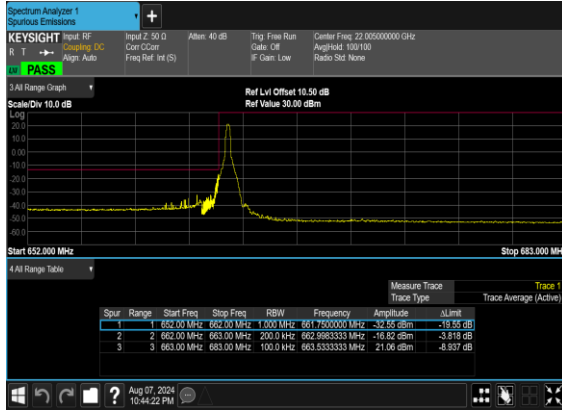 Spectrum Analyzer 1
Spurious Emissions
KEYSIGHT Input: RF Input Z: 50 Ω Atten: 40 dB Trig: Free Run Center Freq: 22.005000000 GHz
R T Coupling: DC Corr CCorr Gate: Off Avg|Hold: 100/100
Align: Auto Freq Ref: Int (S) IF Gain: Low Radio Std: None
PASS
3 All Range Graph
Ref Lvl Offset 10.50 dB
Scale/Div 10.0 dB Ref Value 30.00 dBm
Log
20.0
10.0
0.00
-10.0
-20.0
-30.0
-40.0
-50.0
-60.0
Start 652.000 MHz Stop 683.000 MH
4 All Range Table
Measure Trace Trace 1
Trace Type Trace Average (Active)
Spur Range Start Freq Stop Freq RBW Frequency Amplitude ΔLimit
1 1 652.00 MHz 662.00 MHz 1.000 MHz 661.7500000 MHz -32.55 dBm -19.55 dB
2 2 662.00 MHz 663.00 MHz 200.0 kHz 662.9983333 MHz -16.82 dBm -3.818 dB
3 3 663.00 MHz 683.00 MHz 100.0 kHz 663.5333333 MHz 21.06 dBm -8.937 dB
Aug 07, 2024
10:44:22 PM